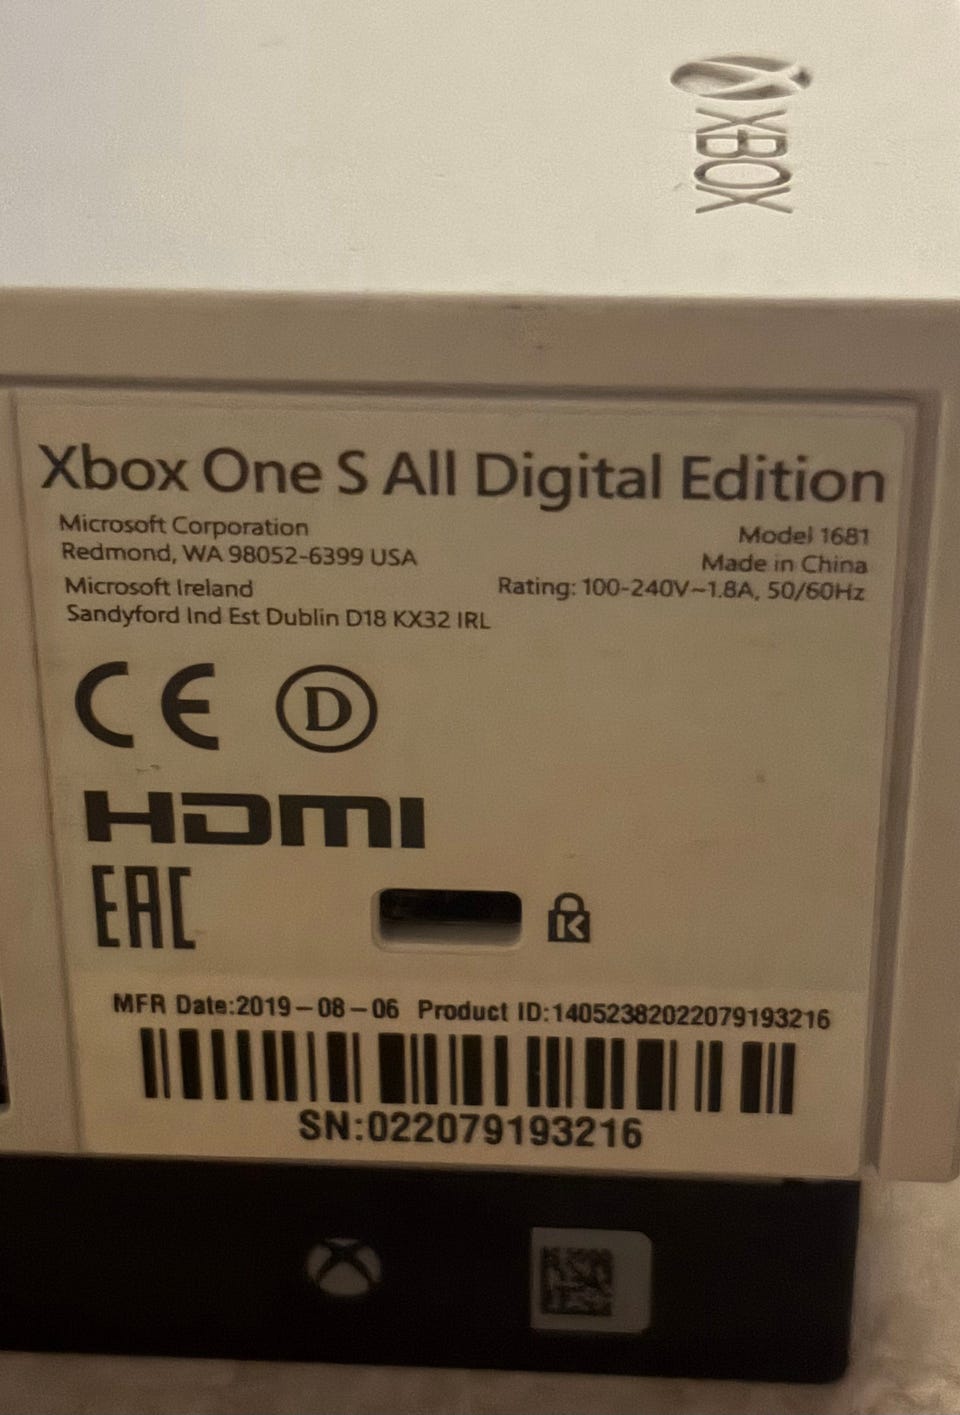 XBOX
Xbox One S All Digital Edition
Microsoft Corporation
Redmond, WA 98052-6399 USA
Microsoft Ireland
Sandyford Ind Est Dublin D18 KX32 IRL
Model 1681
Made in China
Rating: 100-240V~1.8A, 50/60Hz
CE D
HDMI
EAC
K
MFR Date:2019-08-06 Product ID:14052382022079193216
SN:022079193216